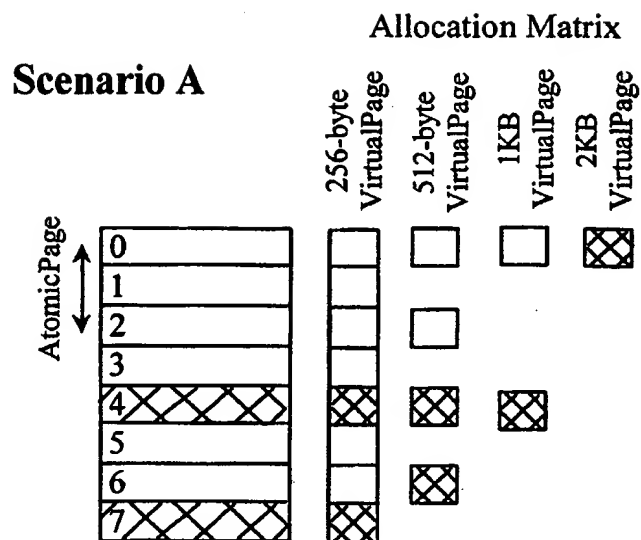 Allocation Matrix
Scenario A
256-byte
VirtualPage
512-byte
VirtualPage
1KB
VirtualPage
2KB
VirtualPage
AtomicPage
0
1
2
3
4
5
6
7